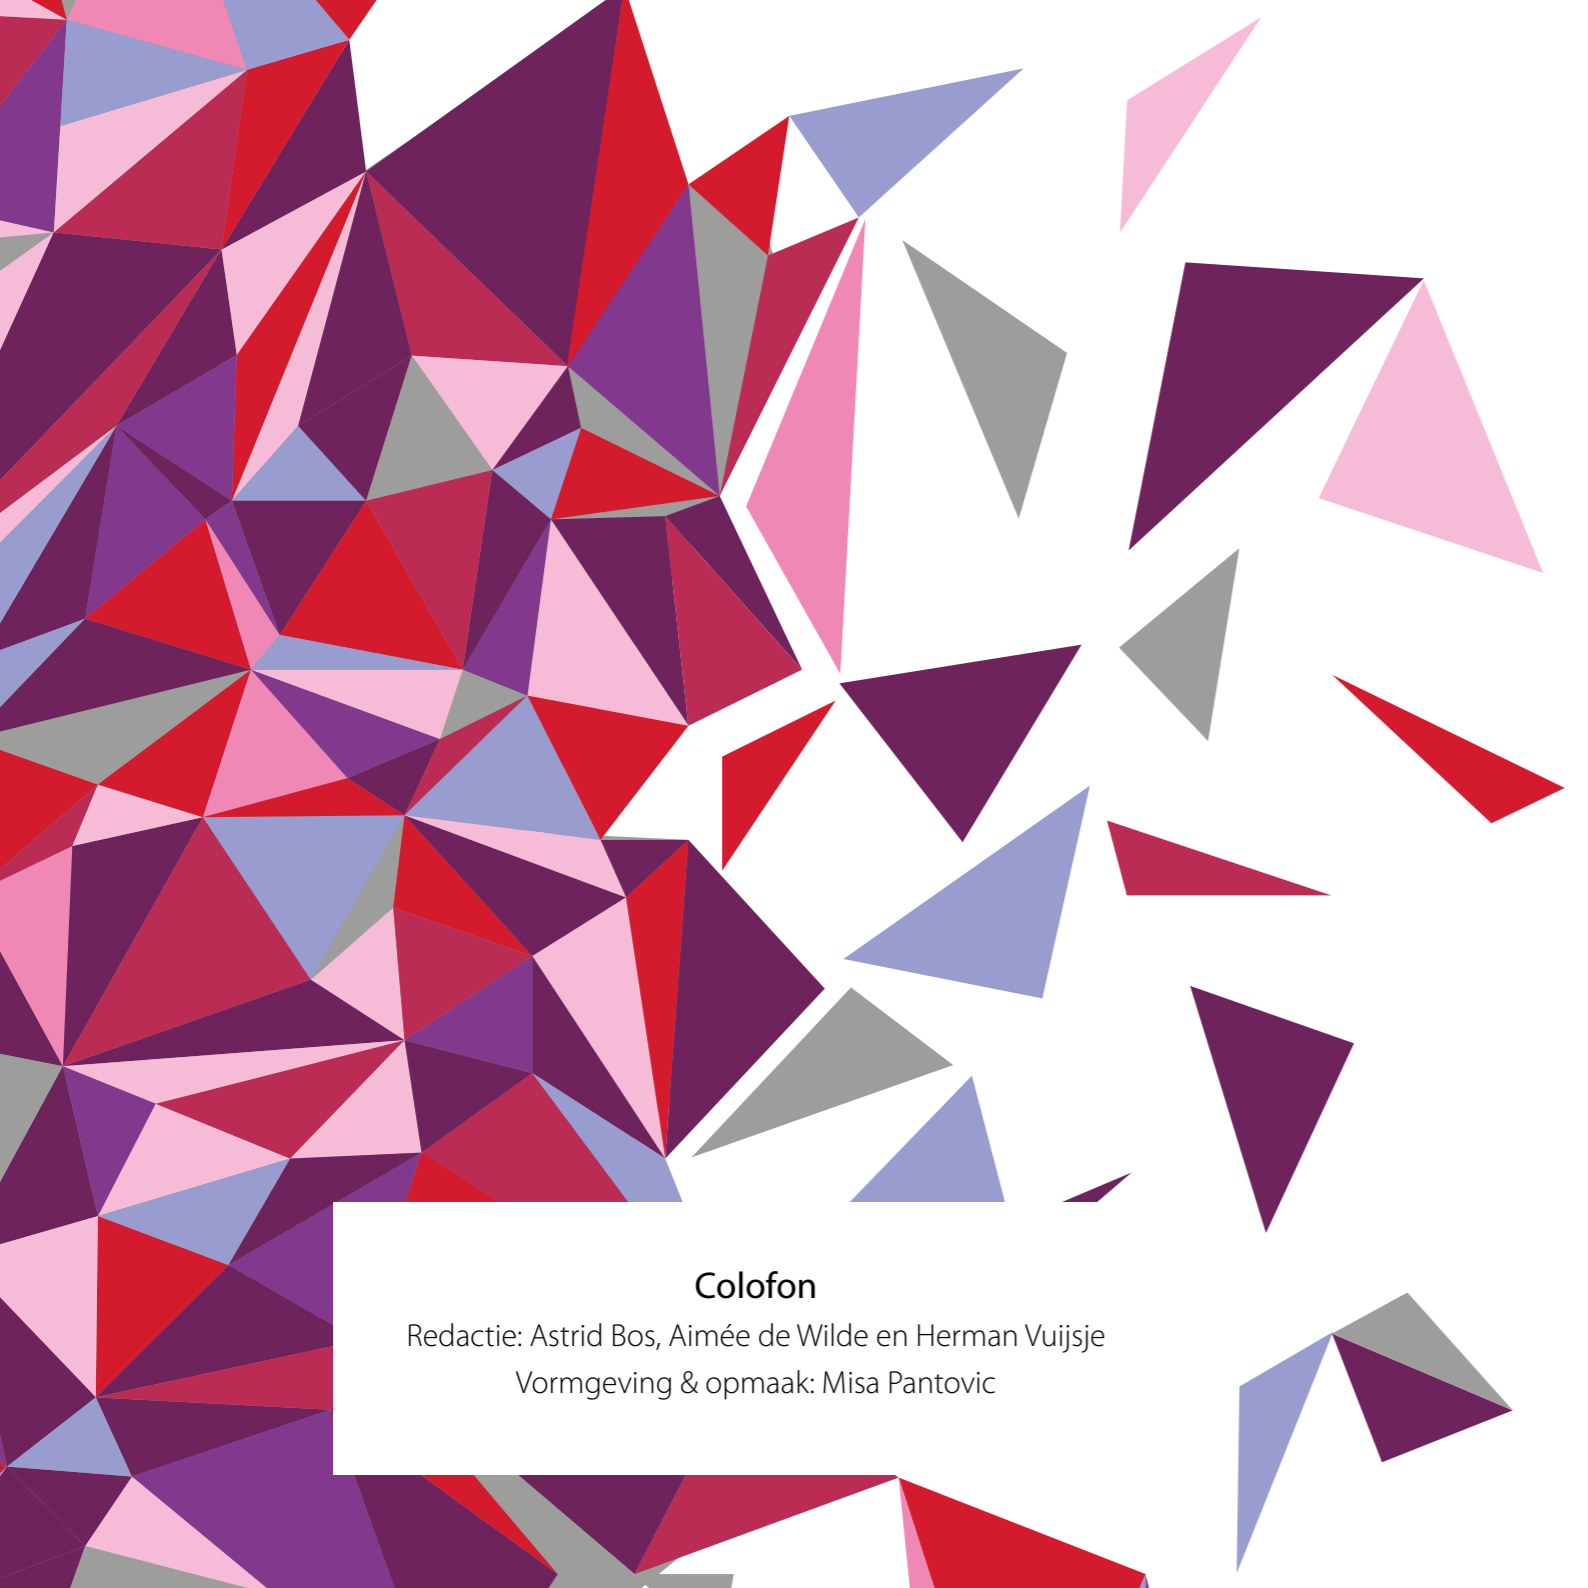 Colofon
Redactie: Astrid Bos, Aimée de Wilde en Herman Vuijsje
Vormgeving & opmaak: Misa Pantovic